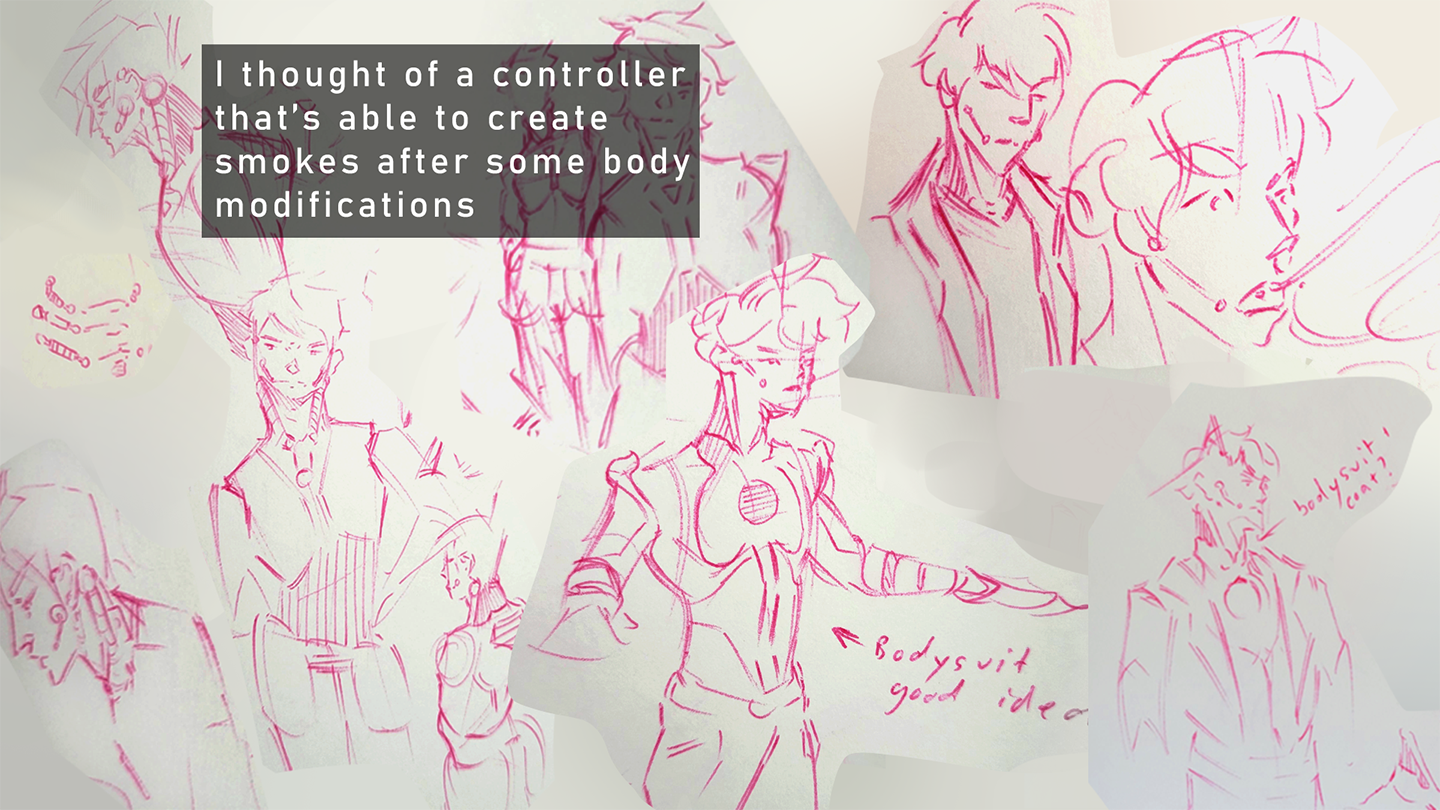 I thought of a controller
that's able to create
smokes after some body
modifications
bodysuit!
coat?
Bodysuit
good idea